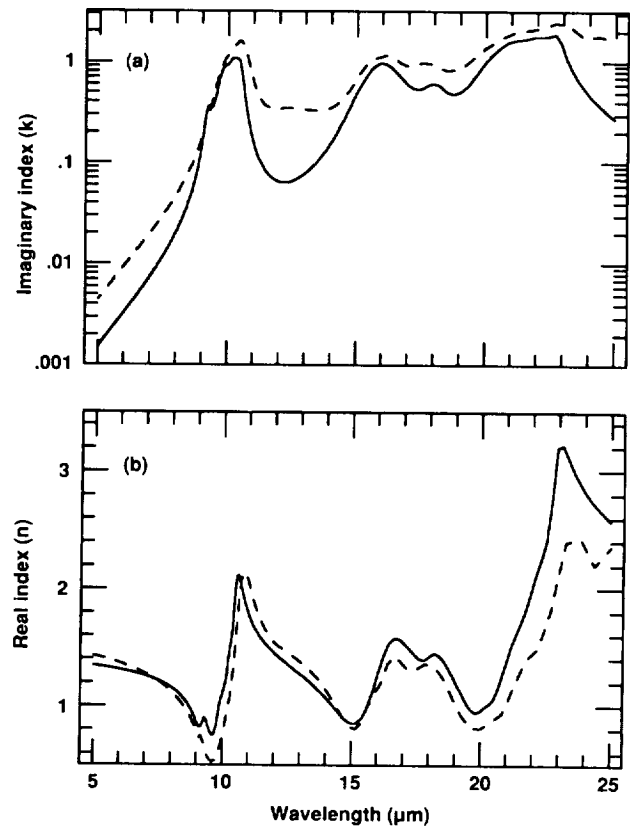 1
(a)
.1
.01
.001
Imaginary index (k)
3
(b)
2
1
Real index (n)
5 10 15 20 25
Wavelength (µm)